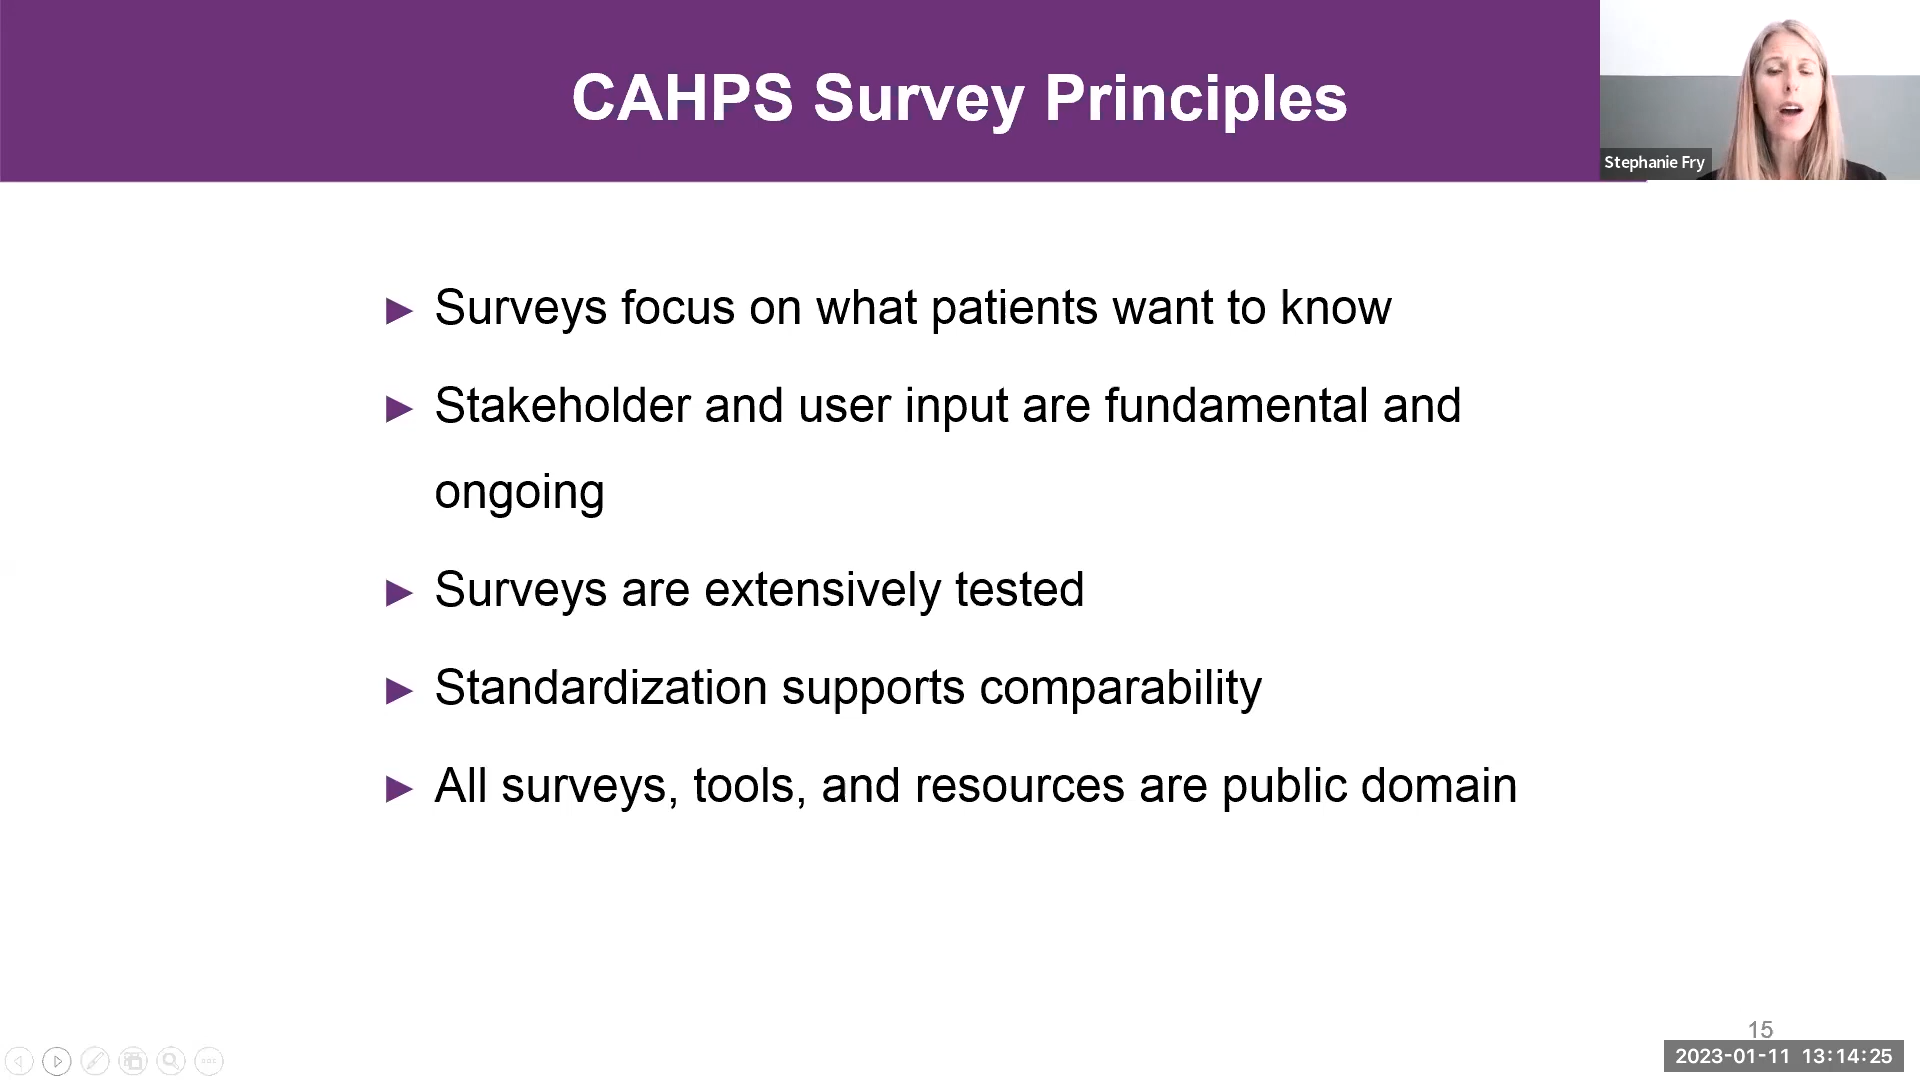 CAHPS Survey Principles
Stephanie Fry
► Surveys focus on what patients want to know
► Stakeholder and user input are fundamental and
ongoing
► Surveys are extensively tested
► Standardization supports comparability
► All surveys, tools, and resources are public domain
15
2023-01-11 13:14:25